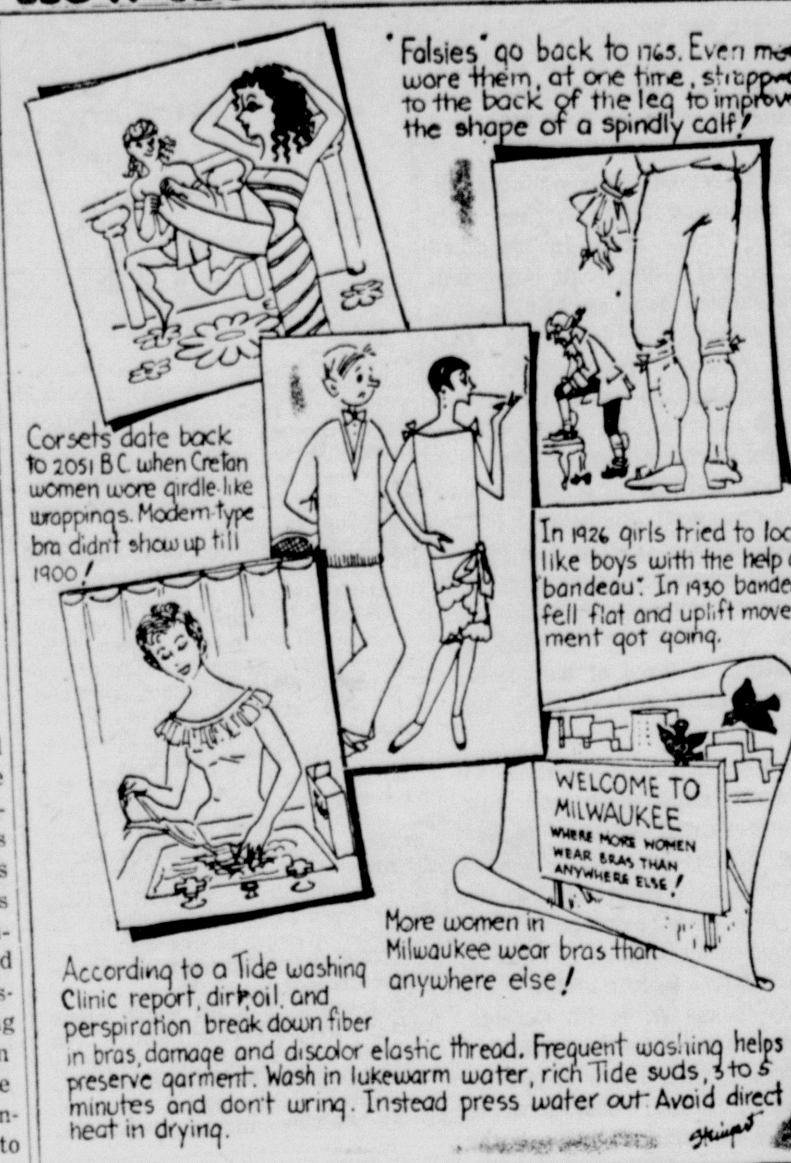 "Falsies" go back to 1765. Even
wore them, at one time,
to the back of the leg to
the shape of a spindly calf!
Corsets date back
to 2051 B.C. when Cretan
women wore girdle-like
wrappings. Modern-type
bra didn't show up till
1900!
In 1926 girls tried to
like boys with the help
"bandeau". In 1930
fell flat and uplift move-
ment got going.
WELCOME TO
MILWAUKEE
WHERE MORE WOMEN
WEAR BRAS THAN
ANYWHERE ELSE!
More women in
Milwaukee wear bras than
anywhere else!
According to a Tide washing
Clinic report, dirt, oil, and
perspiration break down fiber
in bras, damage and discolor elastic thread. Frequent washing helps
preserve garment. Wash in lukewarm water, rich Tide suds, 3 to 5
minutes and don't wring. Instead press water out. Avoid direct
heat in drying.